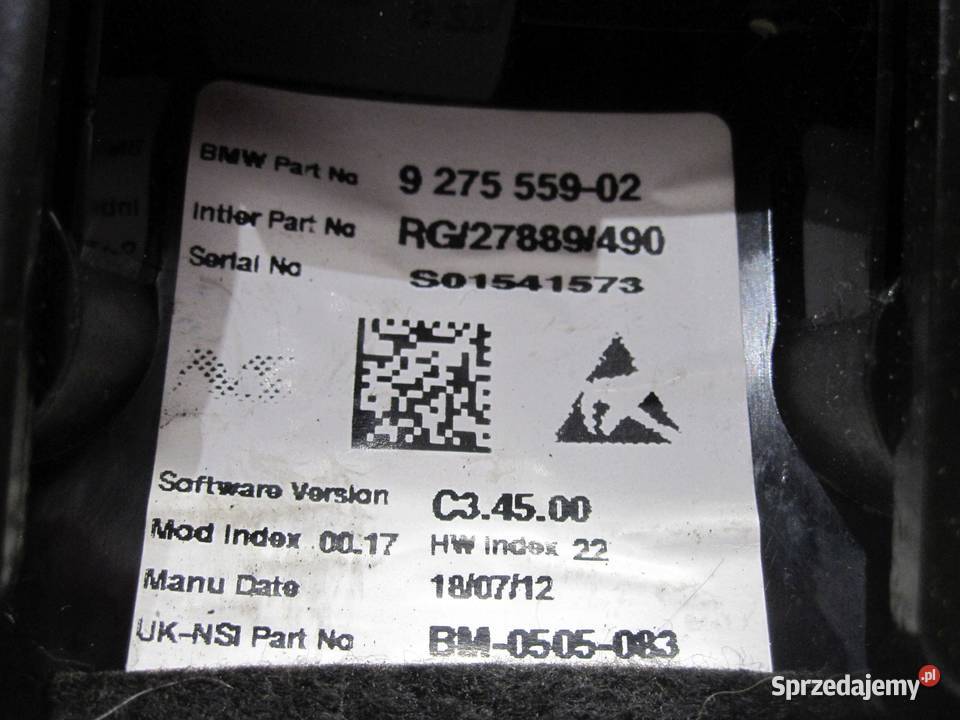 BMW Part No 9 275 559-02
Intier Part No RG/27889/490
Serial No S01541573
Software Version C3.45.00
Mod Index 00.17 HW Index 22
Manu Date 18/07/12
UK-NSI Part No BM-0505-083
Sprzedajemy.pl